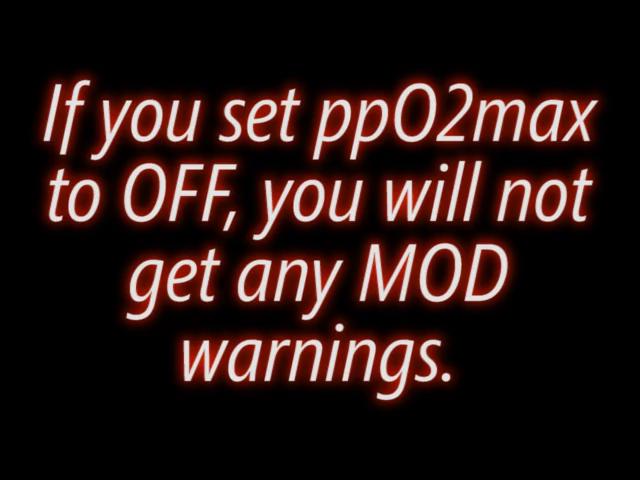 If you set ppO2max
to OFF, you will not
get any MOD
warnings.